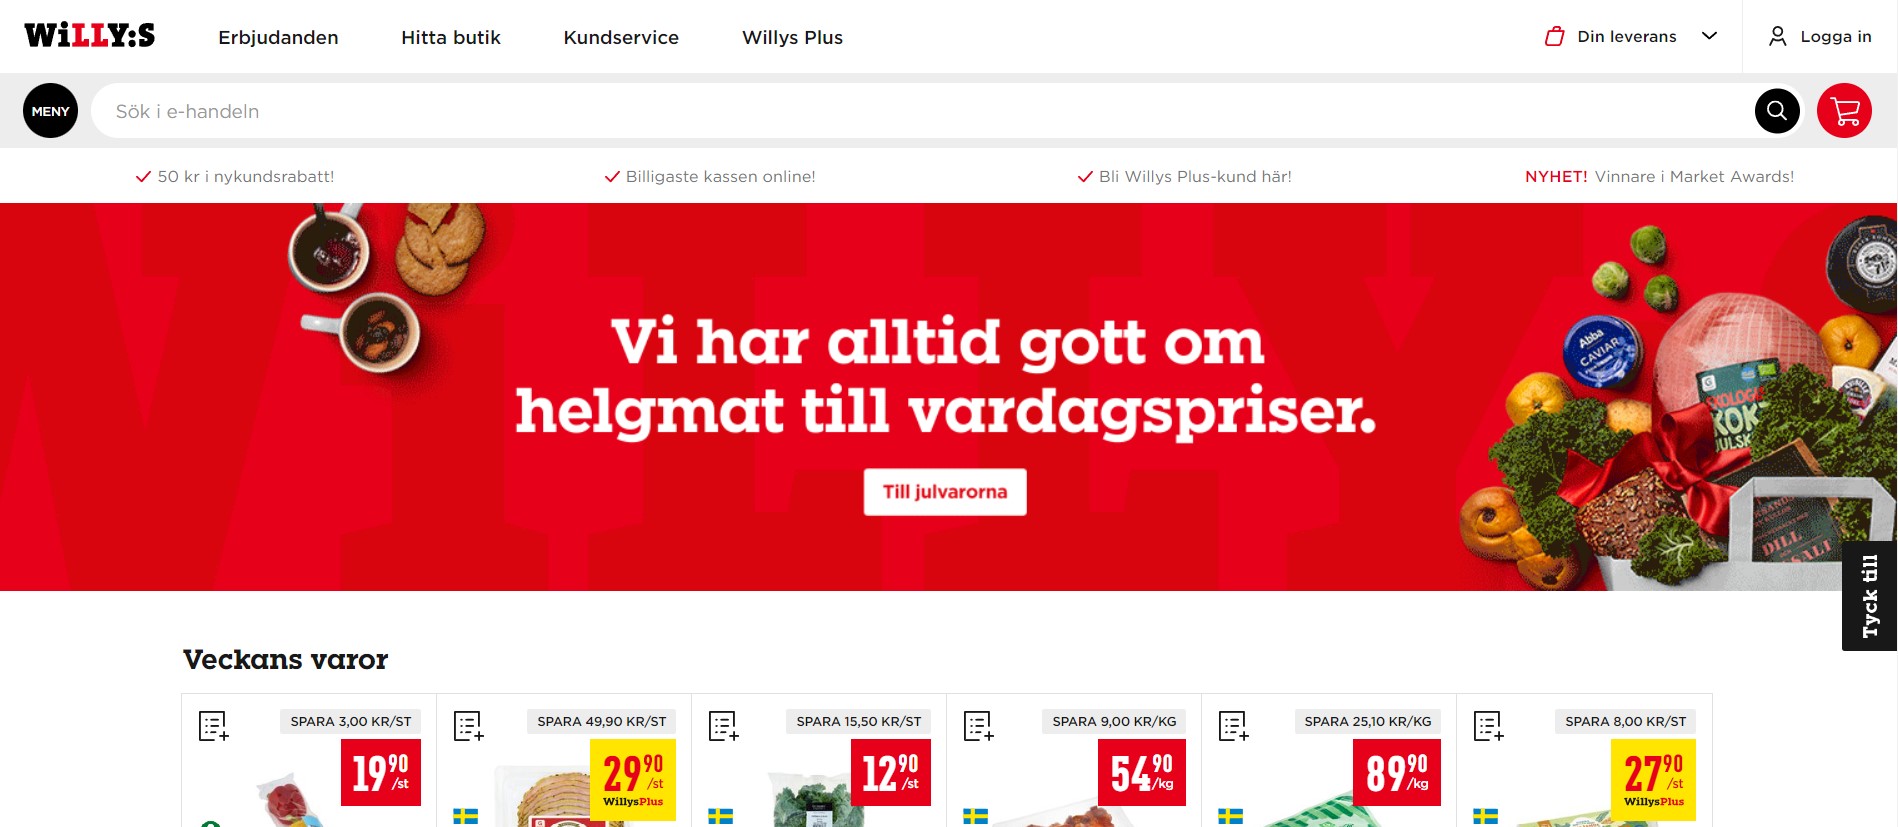 WiLLY:S
Erbjudanden
Hitta butik
Kundservice
Willys Plus
Din leverans
Logga in
MENY
Sök i e-handeln
50 kr i nykundsrabatt!
Billigaste kassen online!
Bli Willys Plus-kund här!
NYHET! Vinnare i Market Awards!
Vi har alltid gott om
helgmat till vardagspriser.
Till julvarorna
Abba
CAVIAR
DILL
Tyck till
Veckans varor
SPARA 3,00 KR/ST
19 90 /st
SPARA 49,90 KR/ST
29 90 /st
WillysPlus
SPARA 15,50 KR/ST
12 90 /st
SPARA 9,00 KR/KG
54 90 /kg
SPARA 25,10 KR/KG
89 90 /kg
SPARA 8,00 KR/ST
27 90 /st
WillysPlus